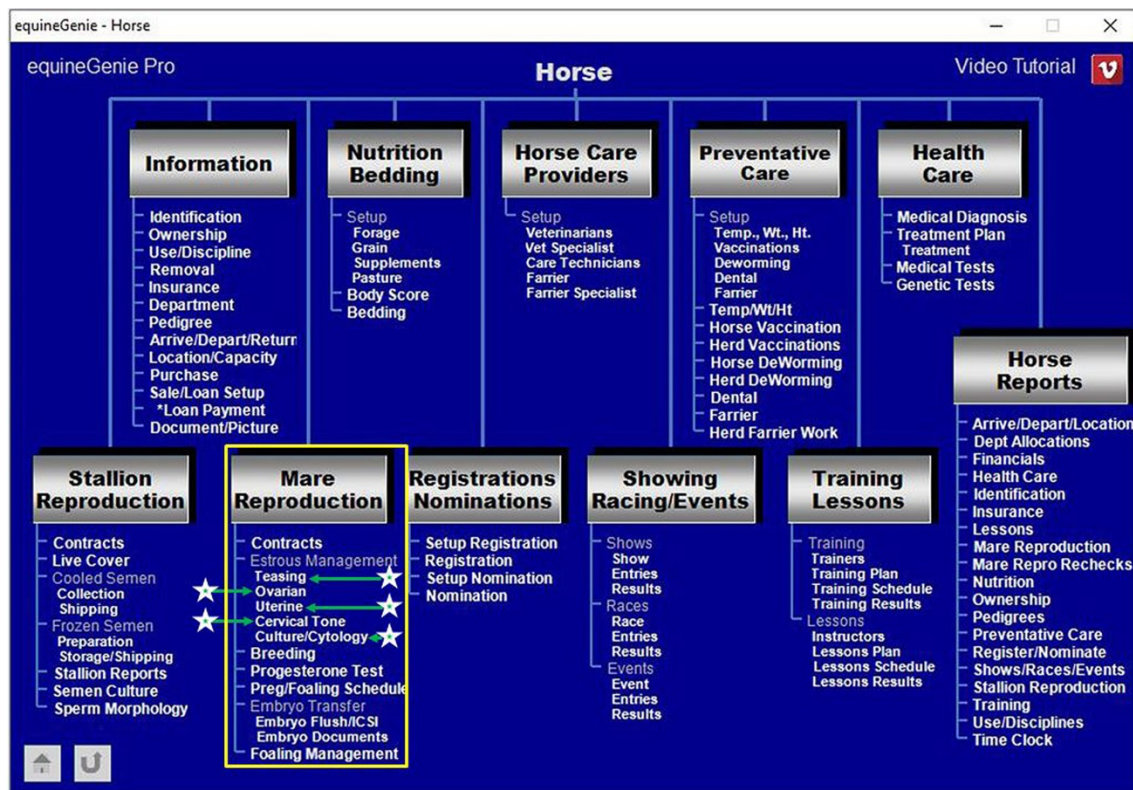 equineGenie - Horse
equineGenie Pro
Horse
Video Tutorial
Information
Identification
Ownership
Use/Discipline
Removal
Insurance
Department
Pedigree
Arrive/Depart/Return
Location/Capacity
Purchase
Sale/Loan Setup
*Loan Payment
Document/Picture
Nutrition
Bedding
Setup
Forage
Grain
Supplements
Pasture
Body Score
Bedding
Horse Care
Providers
Setup
Veterinarians
Vet Specialist
Care Technicians
Farrier
Farrier Specialist
Preventative
Care
Setup
Temp., Wt., Ht.
Vaccinations
Deworming
Dental
Farrier
Temp/Wt/Ht
Horse Vaccination
Herd Vaccinations
Horse DeWorming
Herd DeWorming
Dental
Farrier
Herd Farrier Work
Health
Care
Medical Diagnosis
Treatment Plan
Treatment
Medical Tests
Genetic Tests
Stallion
Reproduction
Contracts
Live Cover
Cooled Semen
Collection
Shipping
Frozen Semen
Preparation
Storage/Shipping
Stallion Reports
Semen Culture
Sperm Morphology
Mare
Reproduction
Contracts
Estrous Management
Teasing
Ovarian
Uterine
Cervical Tone
Culture/Cytology
Breeding
Progesterone Test
Preg/Foaling Schedule
Embryo Transfer
Embryo Flush/ICSI
Embryo Documents
Foaling Management
Registrations
Nominations
Setup Registration
Registration
Setup Nomination
Nomination
Showing
Racing/Events
Shows
Show
Entries
Results
Races
Race
Entries
Results
Events
Event
Entries
Results
Training
Lessons
Training
Trainers
Training Plan
Training Schedule
Training Results
Lessons
Instructors
Lessons Plan
Lessons Schedule
Lessons Results
Horse
Reports
Arrive/Depart/Location
Dept Allocations
Financials
Health Care
Identification
Insurance
Lessons
Mare Reproduction
Mare Repro Rechecks
Nutrition
Ownership
Pedigrees
Preventative Care
Register/Nominate
Shows/Races/Events
Stallion Reproduction
Training
Use/Disciplines
Time Clock